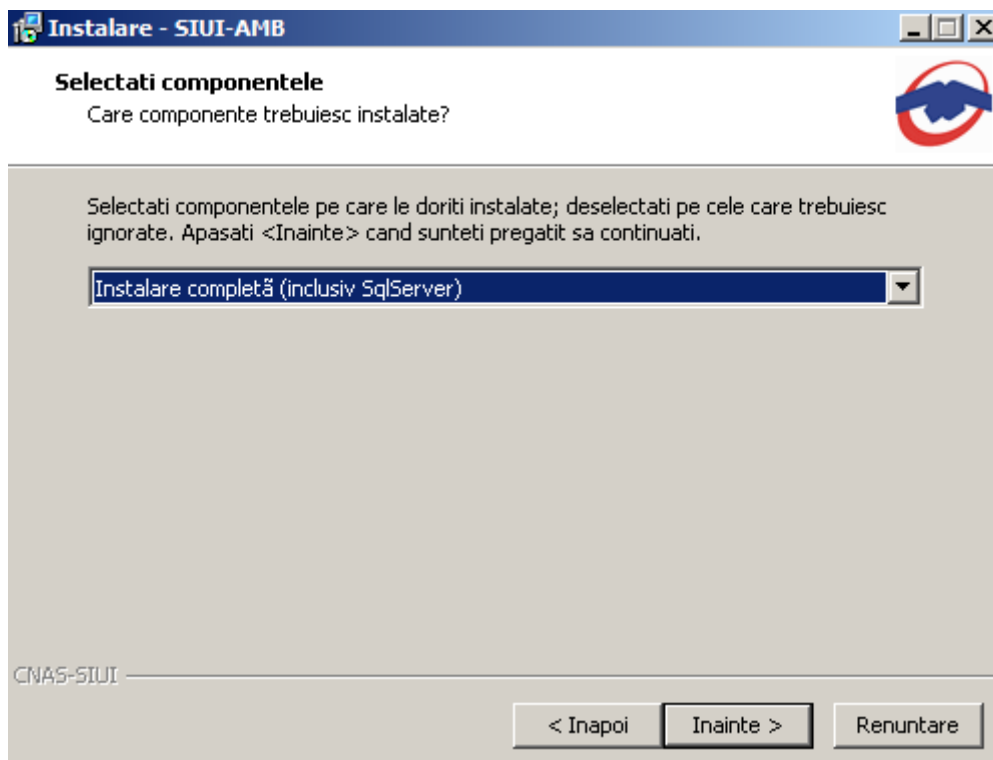 Instalare - SIUI-AMB
Selectati componentele
Care componente trebuiesc instalate?
Selectati componentele pe care le doriti instalate; deselectati pe cele care trebuiesc
ignorate. Apasati <Inainte> cand sunteti pregatit sa continuati.
Instalare completã (inclusiv SqlServer)
CNAS-SIUI
< Inapoi
Inainte >
Renuntare